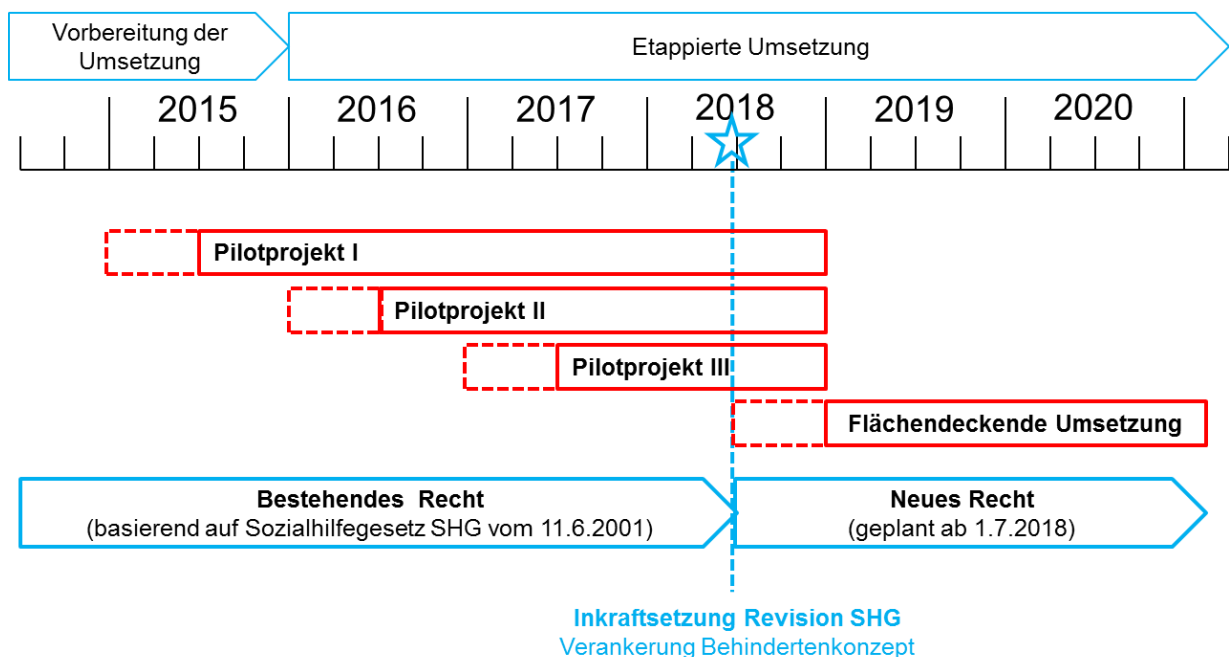 Vorbereitung der
Umsetzung
Etappierte Umsetzung
2015 2016 2017 2018 2019 2020
Pilotprojekt I
Pilotprojekt II
Pilotprojekt III
Flächendeckende Umsetzung
Bestehendes Recht
(basierend auf Sozialhilfegesetz SHG vom 11.6.2001)
Neues Recht
(geplant ab 1.7.2018)
Inkraftsetzung Revision SHG
Verankerung Behindertenkonzept